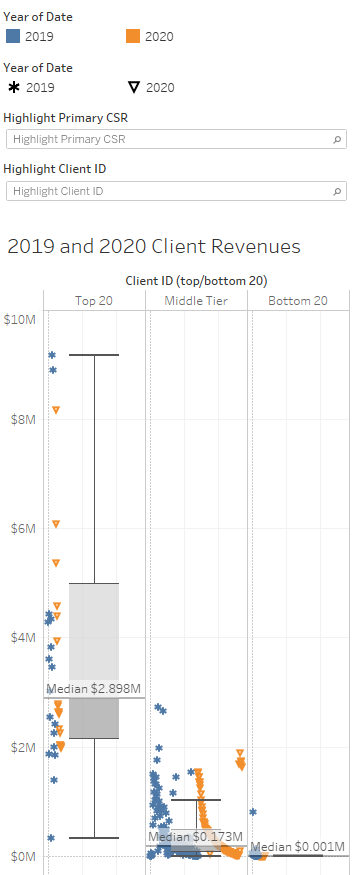 Year of Date
2019 2020
Year of Date
2019 2020
Highlight Primary CSR
Highlight Primary CSR
Highlight Client ID
Highlight Client ID
2019 and 2020 Client Revenues
Client ID (top/bottom 20)
Top 20 Middle Tier Bottom 20
$10M
$8M
$6M
$4M
Median $2.898M
$2M
Median $0.173M
Median $0.001M
$0M